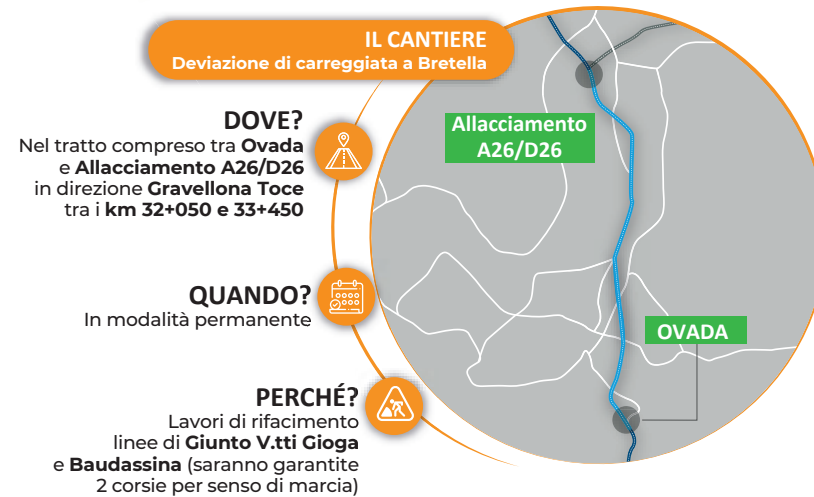 IL CANTIERE
Deviazione di carreggiata a Bretella
DOVE?
Nel tratto compreso tra Ovada
e Allacciamento A26/D26
in direzione Gravellona Toce
tra i km 32+050 e 33+450
QUANDO?
In modalità permanente
PERCHÉ?
Lavori di rifacimento
linee di Giunto V.tti Gioga
e Baudassina (saranno garantite
2 corsie per senso di marcia)
Allacciamento
A26/D26
OVADA